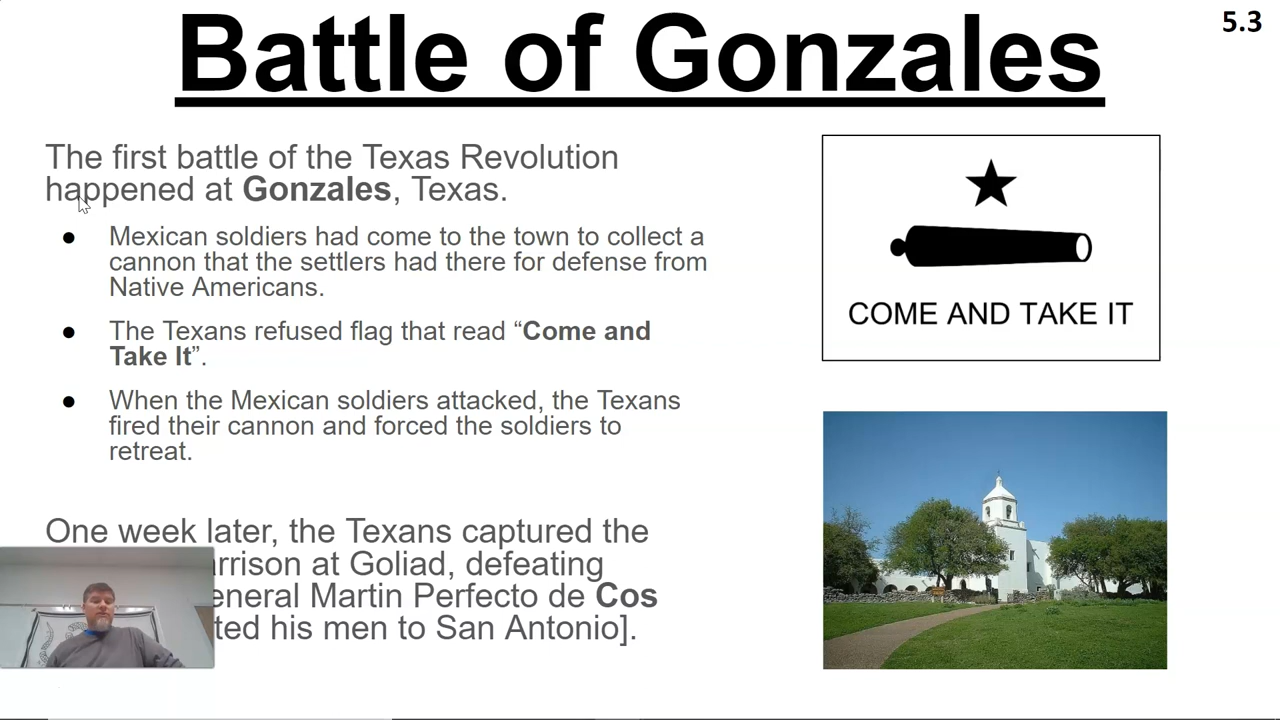 Battle of Gonzales
5.3
The first battle of the Texas Revolution
happened at Gonzales, Texas.
● Mexican soldiers had come to the town to collect a
cannon that the settlers had there for defense from
Native Americans.
● The Texans refused flag that read “Come and
Take It”.
● When the Mexican soldiers attacked, the Texans
fired their cannon and forced the soldiers to
retreat.
One week later, the Texans captured the
at Goliad, defeating
Martin Perfecto de Cos
his men to San Antonio].
COME AND TAKE IT